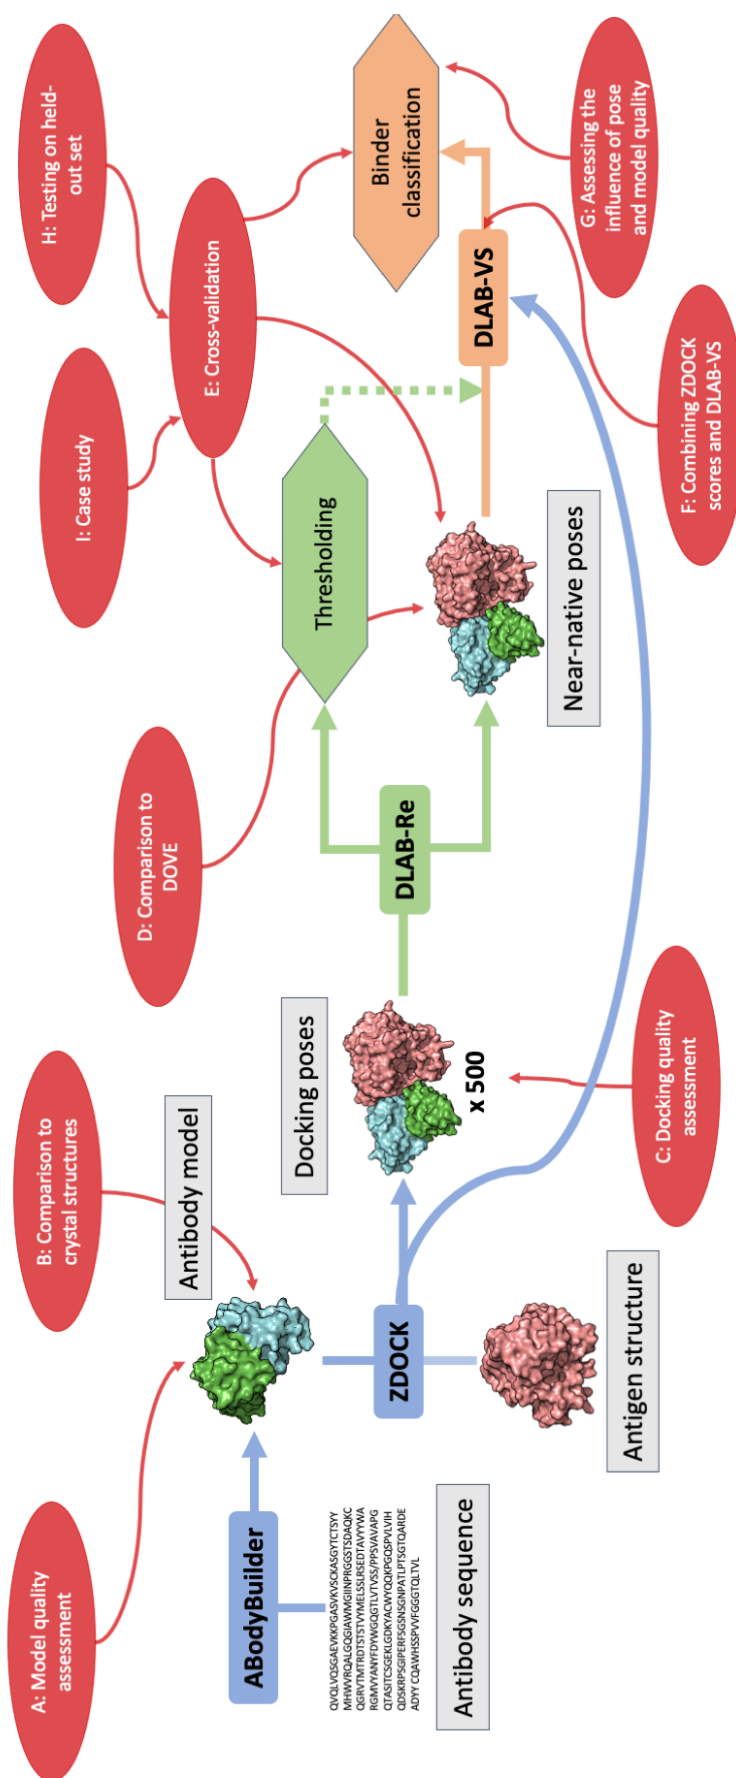 A: Model quality
assessment
B: Comparison to
crystal structures
D: Comparison to
DOVE
I: Case study
H: Testing on held-
out set
E: Cross-validation
ABodyBuilder
QVQLVQSGAEVKKPGASVKVSCKASGYTCTSYY
MHWVRQALGQGIAWMGIINPRGGSTSDAQKC
QGRVTMTRDTSTSTVYMELSSLRSEDTAVYYWA
RGMVYANYFDYWGQGTLVTVSS/PPSVAVAPG
QTASITCSGEKLGDKYACWYQQKPGQSPVLVIH
QDSKRPSGIPERFSGSNSGNPATLPTSGTQARDE
ADYY CQAWHSSPVVFGGGTQLTVL
Antibody sequence
Antibody model
ZDOCK
Antigen structure
Docking poses
x 500
DLAB-Re
Thresholding
Near-native poses
DLAB-VS
Binder
classification
C: Docking quality
assessment
F: Combining ZDOCK
scores and DLAB-VS
G: Assessing the
influence of pose
and model quality